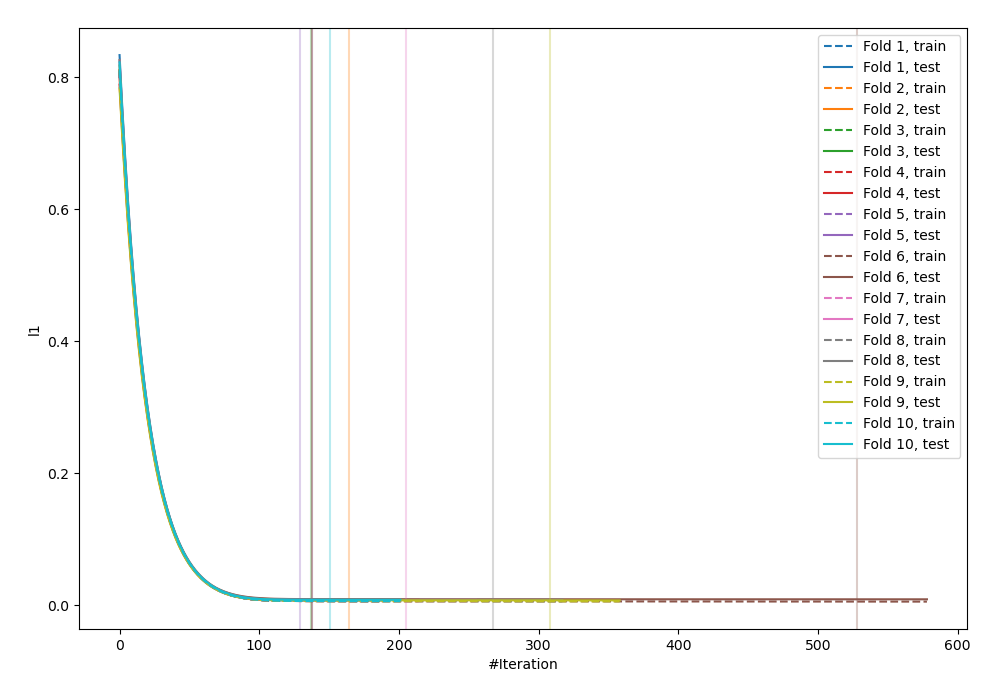 0.8
0.6
0.4
0.2
0.0
l1
0
100
200
300
400
500
600
#Iteration
Fold 1, train
Fold 1, test
Fold 2, train
Fold 2, test
Fold 3, train
Fold 3, test
Fold 4, train
Fold 4, test
Fold 5, train
Fold 5, test
Fold 6, train
Fold 6, test
Fold 7, train
Fold 7, test
Fold 8, train
Fold 8, test
Fold 9, train
Fold 9, test
Fold 10, train
Fold 10, test